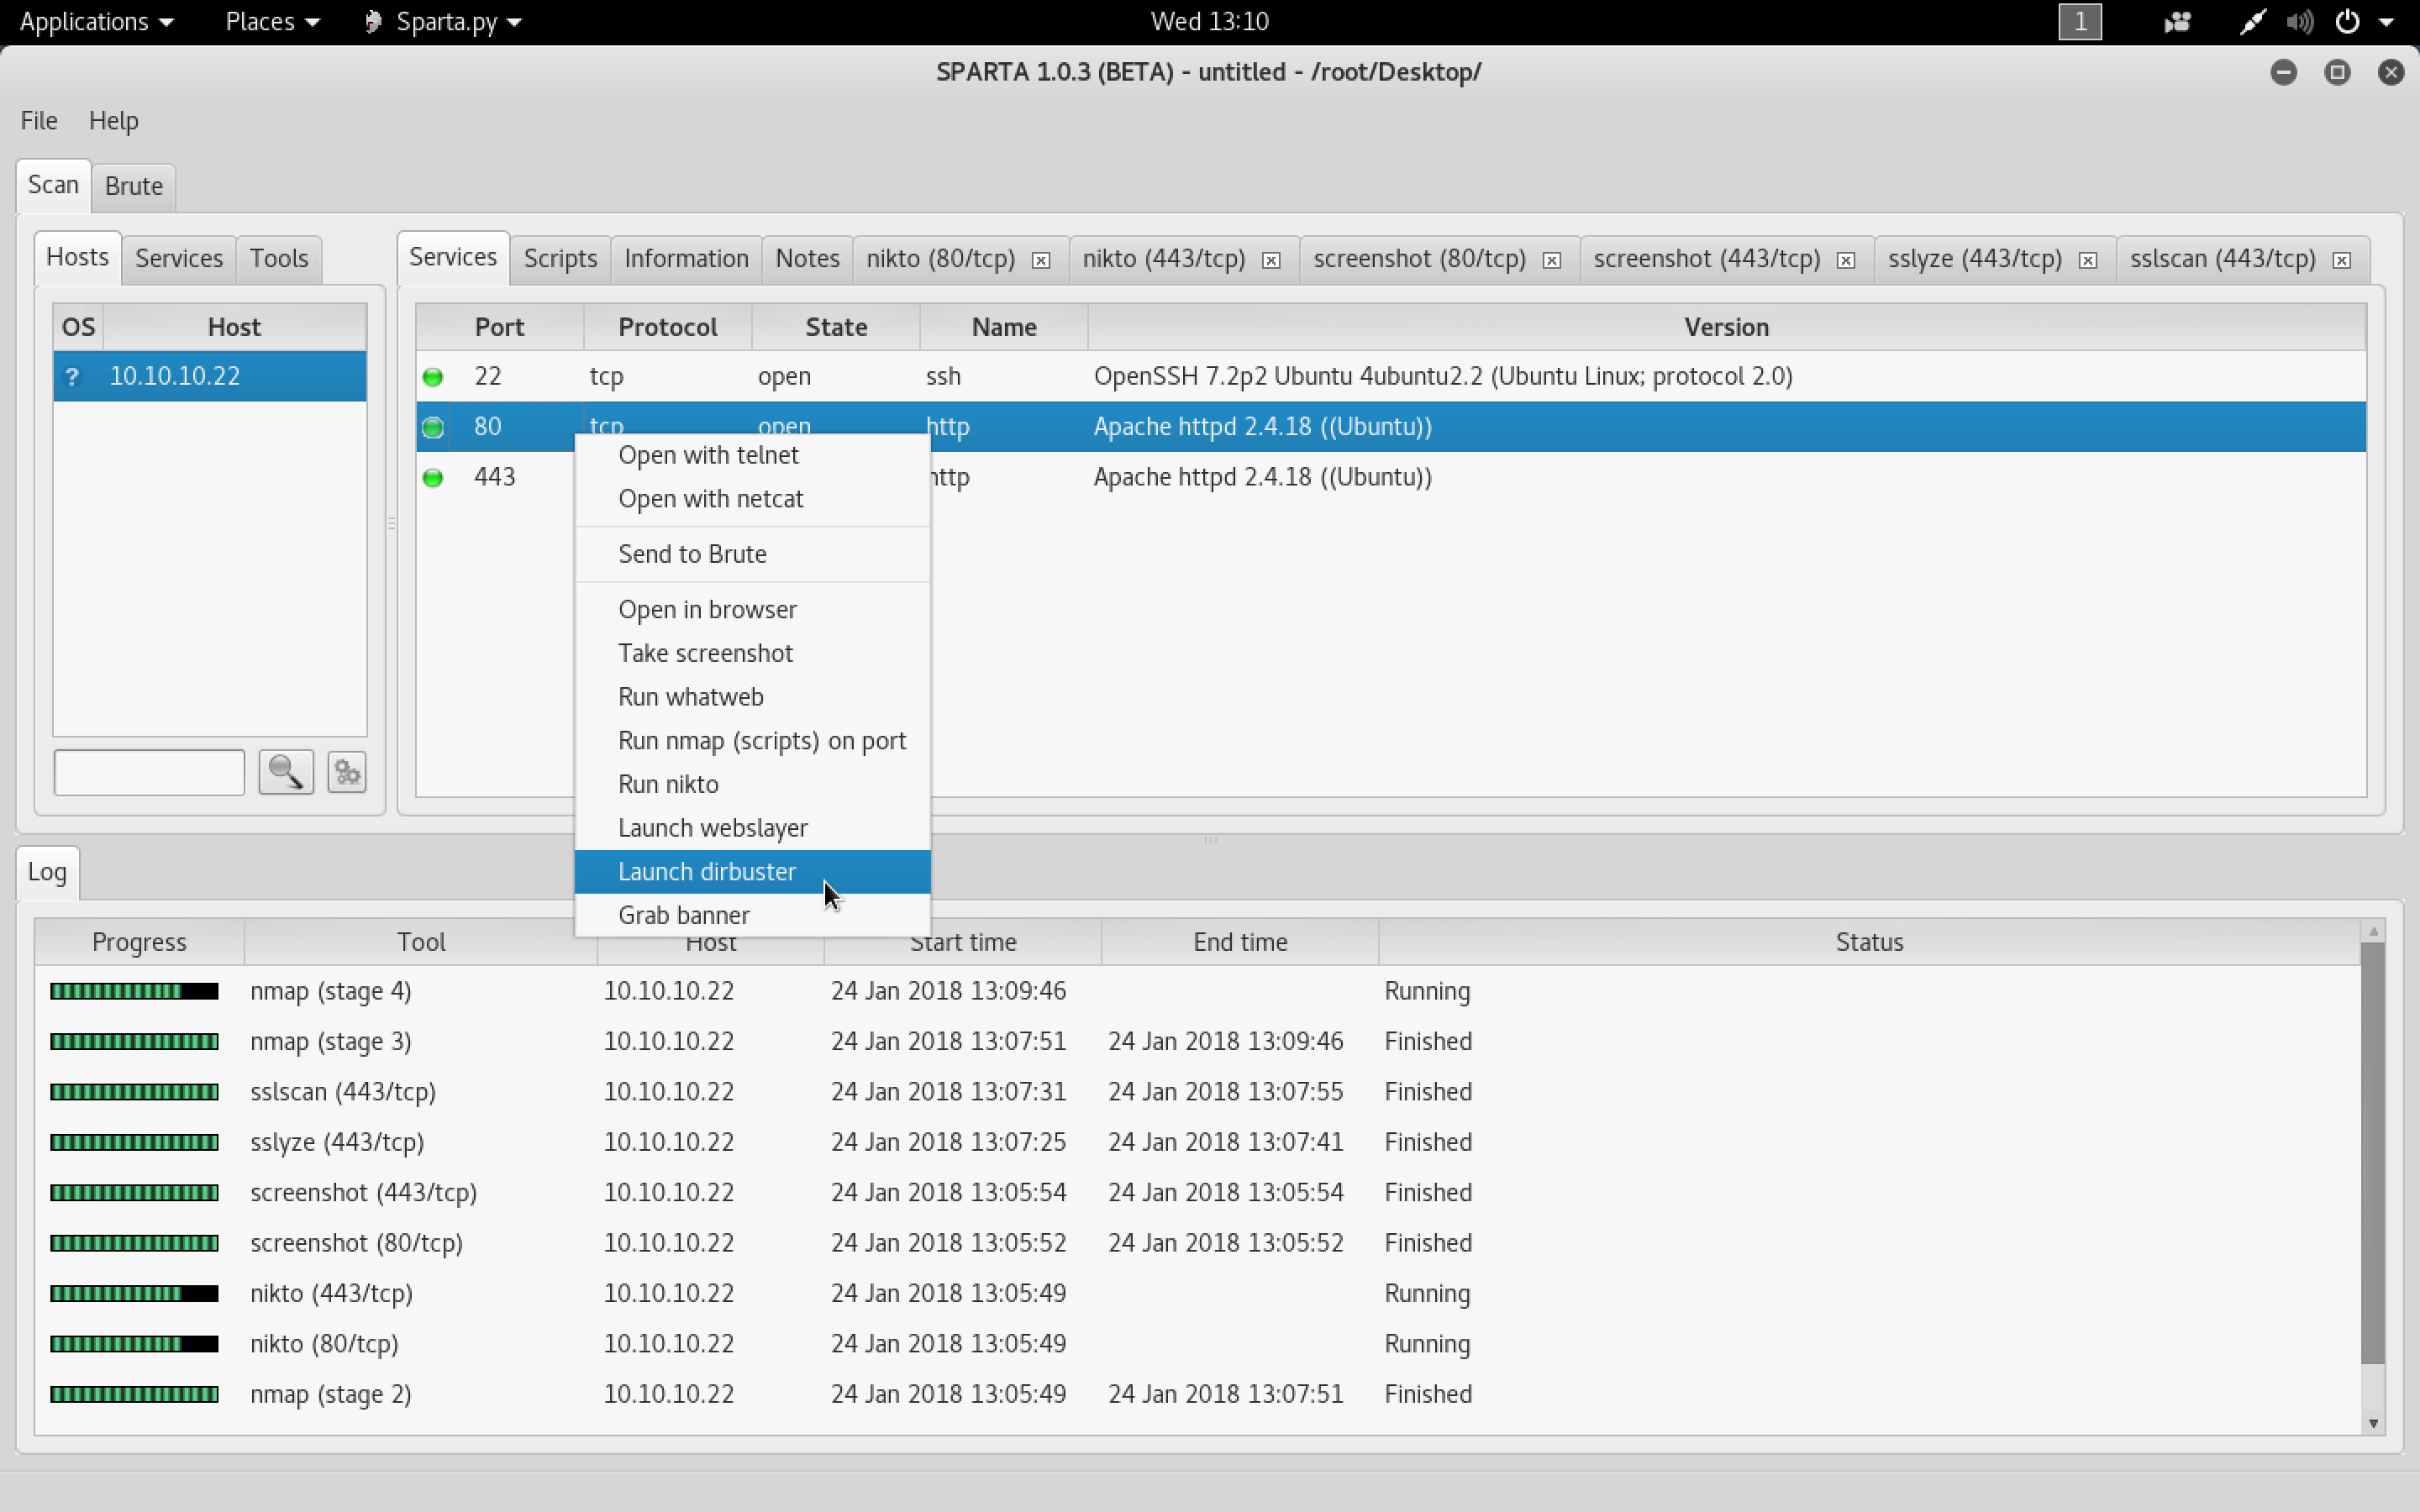 Applications Places Sparta.py Wed 13:10 1
SPARTA 1.0.3 (BETA) - untitled - /root/Desktop/
File Help
Scan Brute
Hosts Services Tools
Services Scripts Information Notes nikto (80/tcp) nikto (443/tcp) screenshot (80/tcp) screenshot (443/tcp) sslyze (443/tcp) sslscan (443/tcp)
OS Host
? 10.10.10.22
Port Protocol State Name Version
22 tcp open ssh OpenSSH 7.2p2 Ubuntu 4ubuntu2.2 (Ubuntu Linux; protocol 2.0)
80 tcp open http Apache httpd 2.4.18 ((Ubuntu))
443 http Apache httpd 2.4.18 ((Ubuntu))
Open with telnet
Open with netcat
Send to Brute
Open in browser
Take screenshot
Run whatweb
Run nmap (scripts) on port
Run nikto
Launch webslayer
Launch dirbuster
Grab banner
Log
Progress Tool Host Start time End time Status
nmap (stage 4) 10.10.10.22 24 Jan 2018 13:09:46 Running
nmap (stage 3) 10.10.10.22 24 Jan 2018 13:07:51 24 Jan 2018 13:09:46 Finished
sslscan (443/tcp) 10.10.10.22 24 Jan 2018 13:07:31 24 Jan 2018 13:07:55 Finished
sslyze (443/tcp) 10.10.10.22 24 Jan 2018 13:07:25 24 Jan 2018 13:07:41 Finished
screenshot (443/tcp) 10.10.10.22 24 Jan 2018 13:05:54 24 Jan 2018 13:05:54 Finished
screenshot (80/tcp) 10.10.10.22 24 Jan 2018 13:05:52 24 Jan 2018 13:05:52 Finished
nikto (443/tcp) 10.10.10.22 24 Jan 2018 13:05:49 Running
nikto (80/tcp) 10.10.10.22 24 Jan 2018 13:05:49 Running
nmap (stage 2) 10.10.10.22 24 Jan 2018 13:05:49 24 Jan 2018 13:07:51 Finished